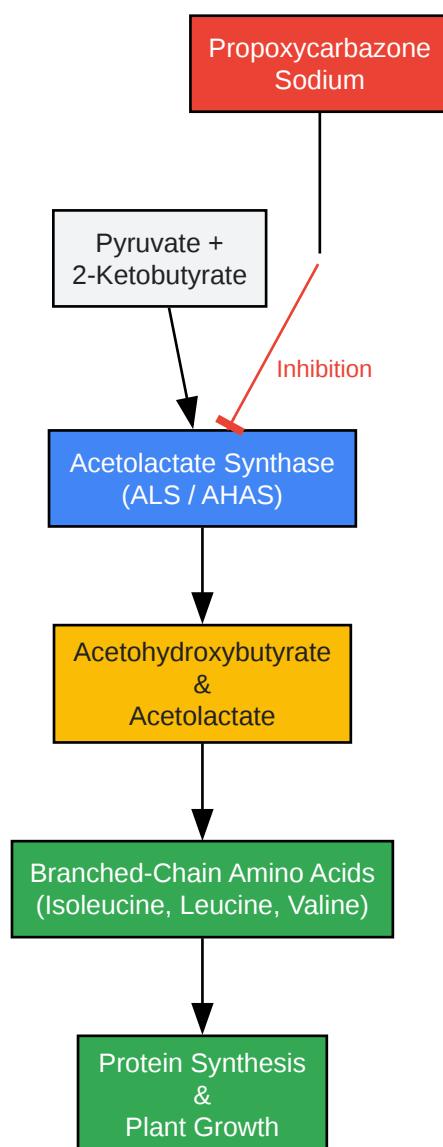 Propoxycarbazone
Sodium
Pyruvate +
2-Ketobutyrate
Inhibition
Acetolactate Synthase
(ALS / AHAS)
Acetohydroxybutyrate
&
Acetolactate
Branched-Chain Amino Acids
(Isoleucine, Leucine, Valine)
Protein Synthesis
&
Plant Growth